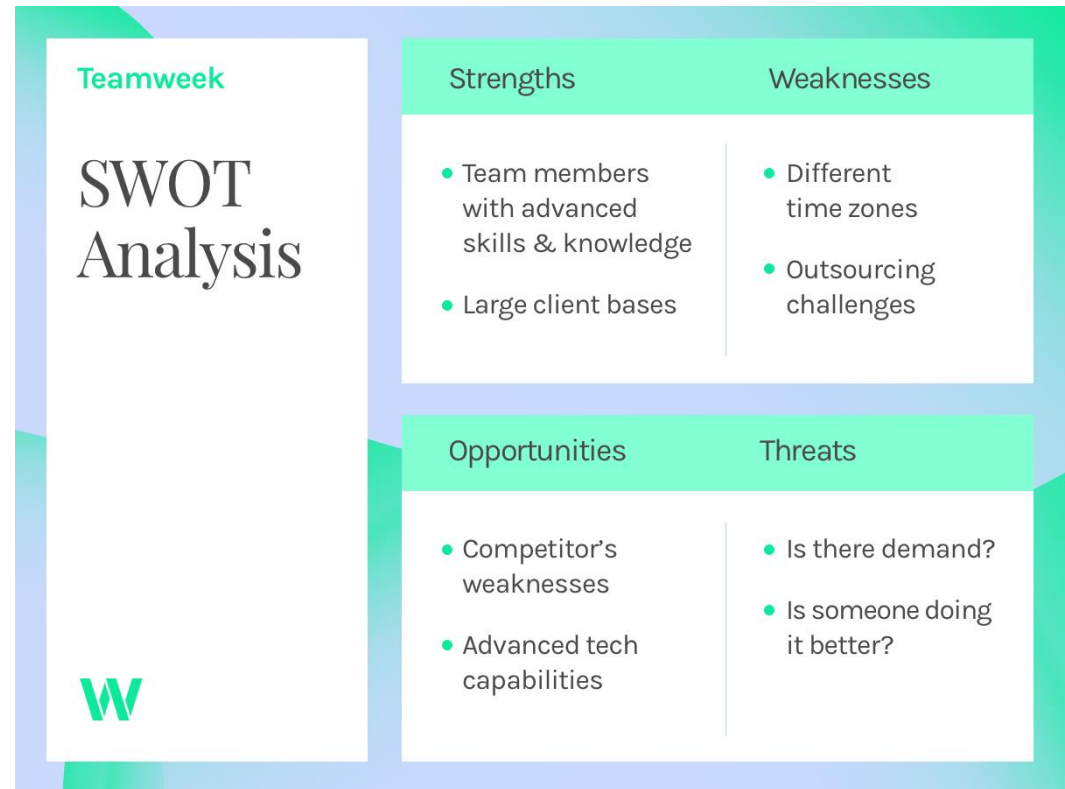 Teamweek
SWOT
Analysis
Strengths
Weaknesses
Team members
with advanced
skills & knowledge
Large client bases
Different
time zones
Outsourcing
challenges
Opportunities
Threats
Competitor’s
weaknesses
Advanced tech
capabilities
Is there demand?
Is someone doing
it better?